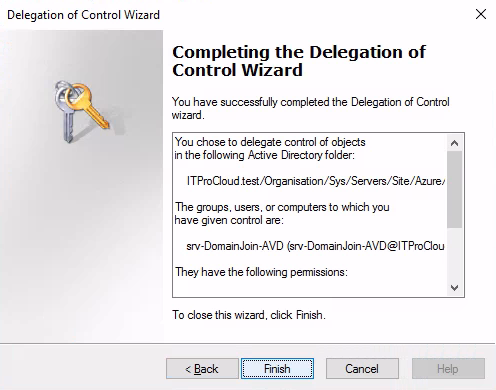 Delegation of Control Wizard
Completing the Delegation of
Control Wizard
You have successfully completed the Delegation of Control
wizard.
You chose to delegate control of objects
in the following Active Directory folder:
ITProCloud.test/Organisation/Sys/Servers/Site/Azure/
The groups, users, or computers to which you
have given control are:
srv-DomainJoin-AVD (srv-DomainJoin-AVD@ITProClou
They have the following permissions:
To close this wizard, click Finish.
< Back
Finish
Cancel
Help